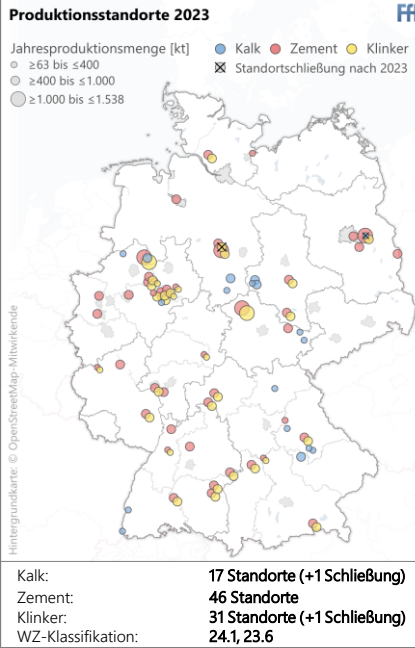 Produktionsstandorte 2023
Jahresproduktionsmenge [kt]
≥63 bis ≤400
≥400 bis ≤1.000
≥1.000 bis ≤1.538
Kalk Zement Klinker
Standortschließung nach 2023
Hintergrundkarte: © OpenStreetMap-Mitwirkende
Kalk: 17 Standorte (+1 Schließung)
Zement: 46 Standorte
Klinker: 31 Standorte (+1 Schließung)
WZ-Klassifikation: 24.1, 23.6